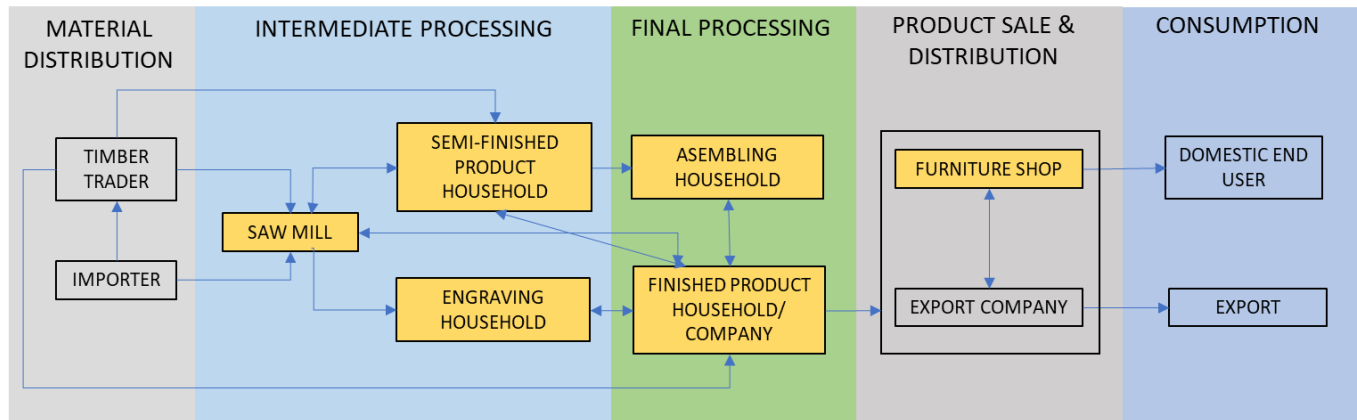 MATERIAL
DISTRIBUTION
INTERMEDIATE PROCESSING
FINAL PROCESSING
PRODUCT SALE &
DISTRIBUTION
CONSUMPTION
TIMBER
TRADER
IMPORTER
SAW MILL
SEMI-FINISHED
PRODUCT
HOUSEHOLD
ENGRAVING
HOUSEHOLD
ASEMBLING
HOUSEHOLD
FINISHED PRODUCT
HOUSEHOLD/
COMPANY
FURNITURE SHOP
EXPORT COMPANY
DOMESTIC END
USER
EXPORT